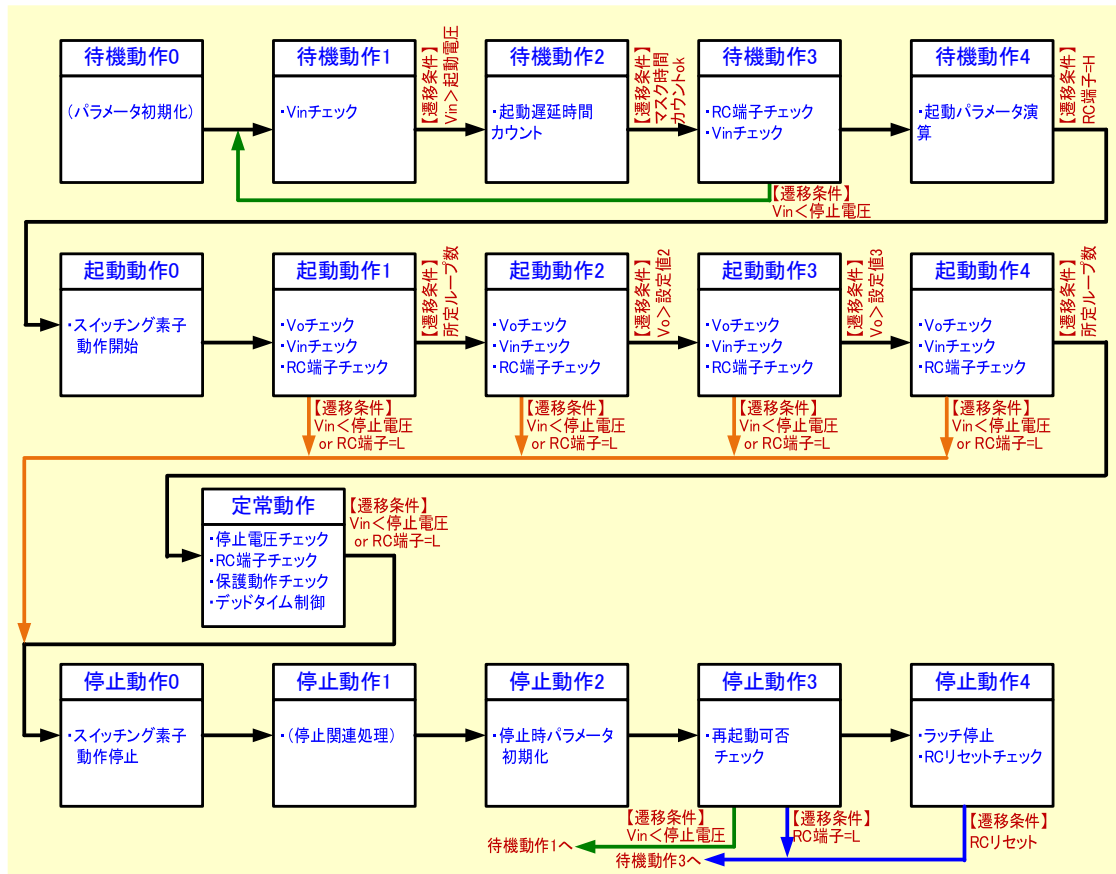 待機動作0
(パラメータ初期化)
待機動作1
・Vinチェック
【遷移条件】
Vin＞起動電圧
待機動作2
・起動遅延時間
カウント
【遷移条件】
マスク時間
カウントok
待機動作3
・RC端子チェック
・Vinチェック
【遷移条件】
Vin＜停止電圧
待機動作4
・起動パラメータ演
算
【遷移条件】
RC端子=H
起動動作0
・スイッチング素子
動作開始
起動動作1
・Voチェック
・Vinチェック
・RC端子チェック
【遷移条件】
所定ループ数
【遷移条件】
Vin＜停止電圧
or RC端子=L
起動動作2
・Voチェック
・Vinチェック
・RC端子チェック
【遷移条件】
Vo＞設定値2
【遷移条件】
Vin＜停止電圧
or RC端子=L
起動動作3
・Voチェック
・Vinチェック
・RC端子チェック
【遷移条件】
Vo＞設定値3
【遷移条件】
Vin＜停止電圧
or RC端子=L
起動動作4
・Voチェック
・Vinチェック
・RC端子チェック
【遷移条件】
所定ループ数
【遷移条件】
Vin＜停止電圧
or RC端子=L
定常動作
・停止電圧チェック
・RC端子チェック
・保護動作チェック
・デッドタイム制御
【遷移条件】
Vin＜停止電圧
or RC端子=L
停止動作0
・スイッチング素子
動作停止
停止動作1
・(停止関連処理)
停止動作2
・停止時パラメータ
初期化
停止動作3
・再起動可否
チェック
【遷移条件】
Vin＜停止電圧
待機動作1へ
【遷移条件】
RC端子=L
待機動作3へ
停止動作4
・ラッチ停止
・RCリセットチェック
【遷移条件】
RCリセット